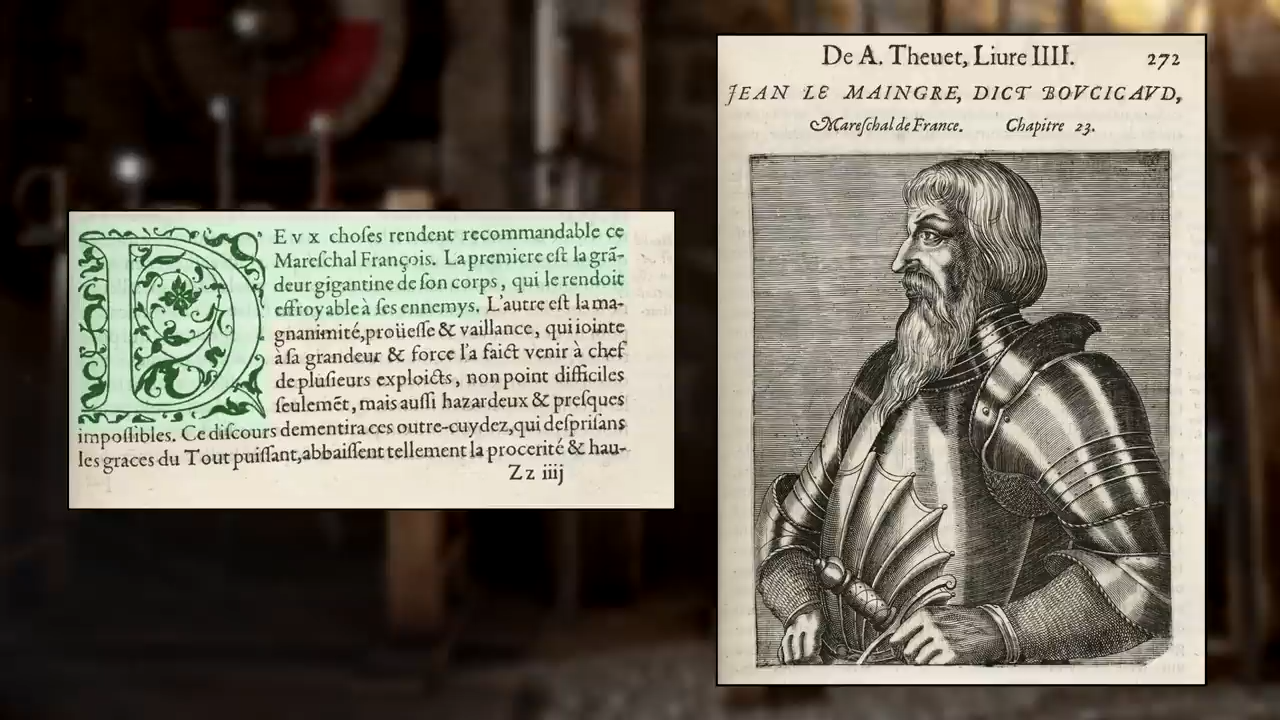 DEVX choſes rendent recommandable ce
Mareſchal François. La premiere eſt la grã-
deur gigantine de ſon corps, qui le rendoit
effroyable à ſes ennemys. L'autre eſt la ma-
gnanimité, proüeſſe & vaillance, qui iointe
à ſa grandeur & force l'a faict venir à chef
de pluſieurs exploicts, non point difficiles
ſeulemẽt, mais auſſi hazardeux & preſques
impoſſibles. Ce diſcours dementira ces outre-cuydez, qui deſpriſans
les graces du Tout puiſſant, abbaiſſent tellement la procerité & hau-
Zz iiij
De A. Theuet, Liure IIII. 272
JEAN LE MAINGRE, DICT BOVCICAVD,
Mareſchal de France. Chapitre 23.